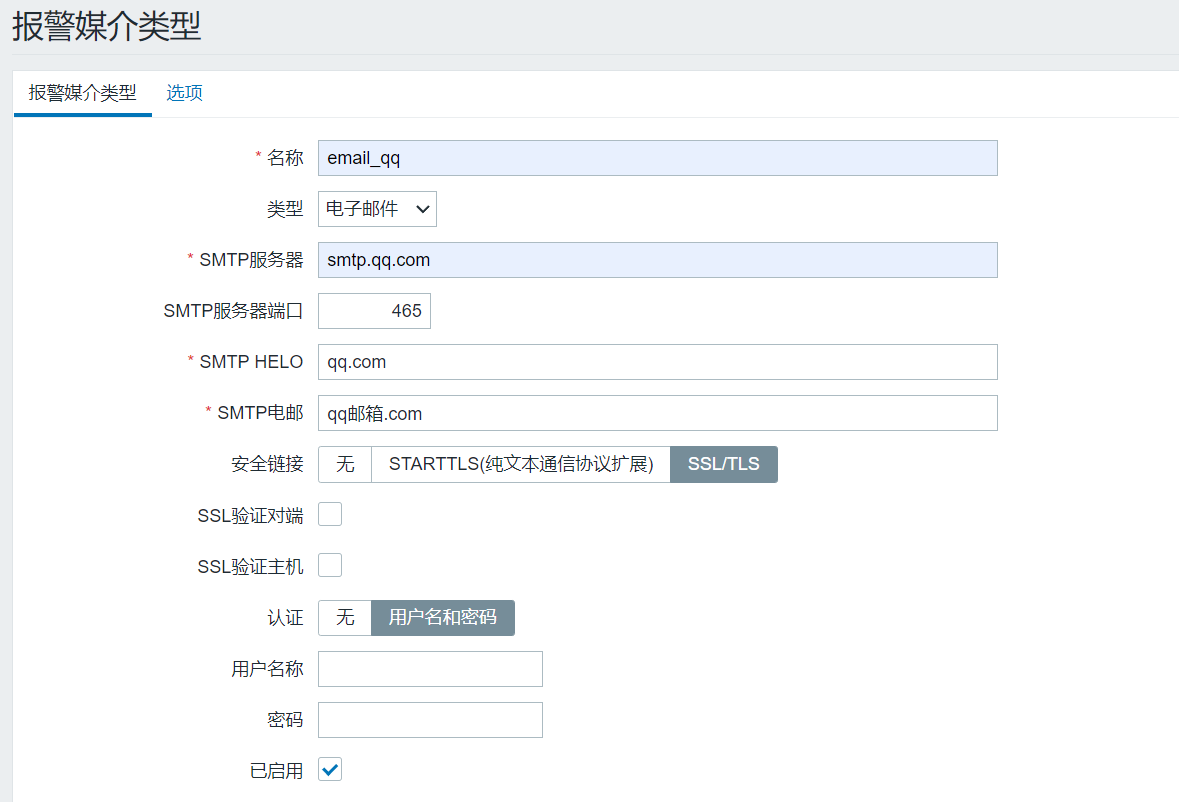 报警媒介类型
报警媒介类型 选项
* 名称 email_qq
类型 电子邮件
* SMTP服务器 smtp.qq.com
SMTP服务器端口 465
* SMTP HELO qq.com
* SMTP电邮 qq邮箱.com
安全链接 无 STARTTLS(纯文本通信协议扩展) SSL/TLS
SSL验证对端
SSL验证主机
认证 无 用户名和密码
用户名称
密码
已启用